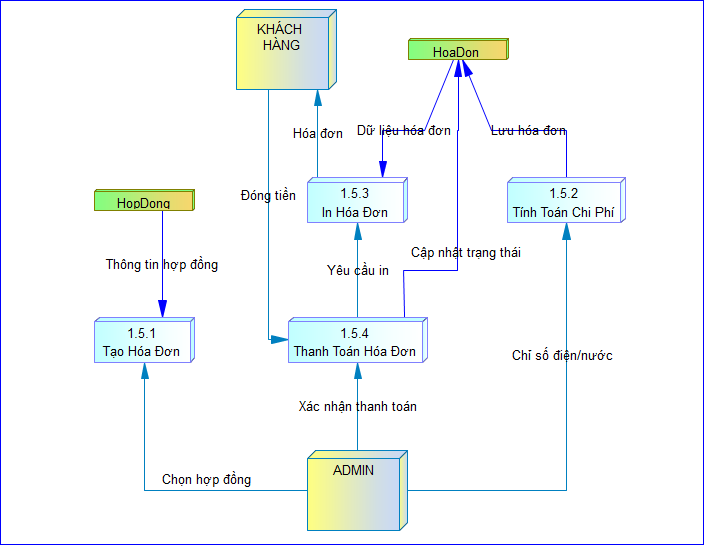 KHÁCH
HÀNG
HoaDon
Hóa đơn
Dữ liệu hóa đơn
Lưu hóa đơn
HopDong
Đóng tiền
1.5.3
In Hóa Đơn
1.5.2
Tính Toán Chi Phí
Thông tin hợp đồng
Yêu cầu in
Cập nhật trạng thái
1.5.1
Tạo Hóa Đơn
1.5.4
Thanh Toán Hóa Đơn
Chỉ số điện/nước
Xác nhận thanh toán
Chọn hợp đồng
ADMIN